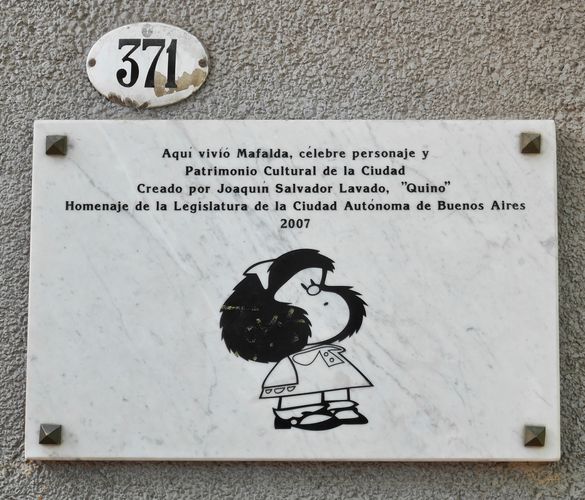 371
Aquí vivió Mafalda, célebre personaje y
Patrimonio Cultural de la Ciudad
Creado por Joaquín Salvador Lavado, "Quino"
Homenaje de la Legislatura de la Ciudad Autónoma de Buenos Aires
2007